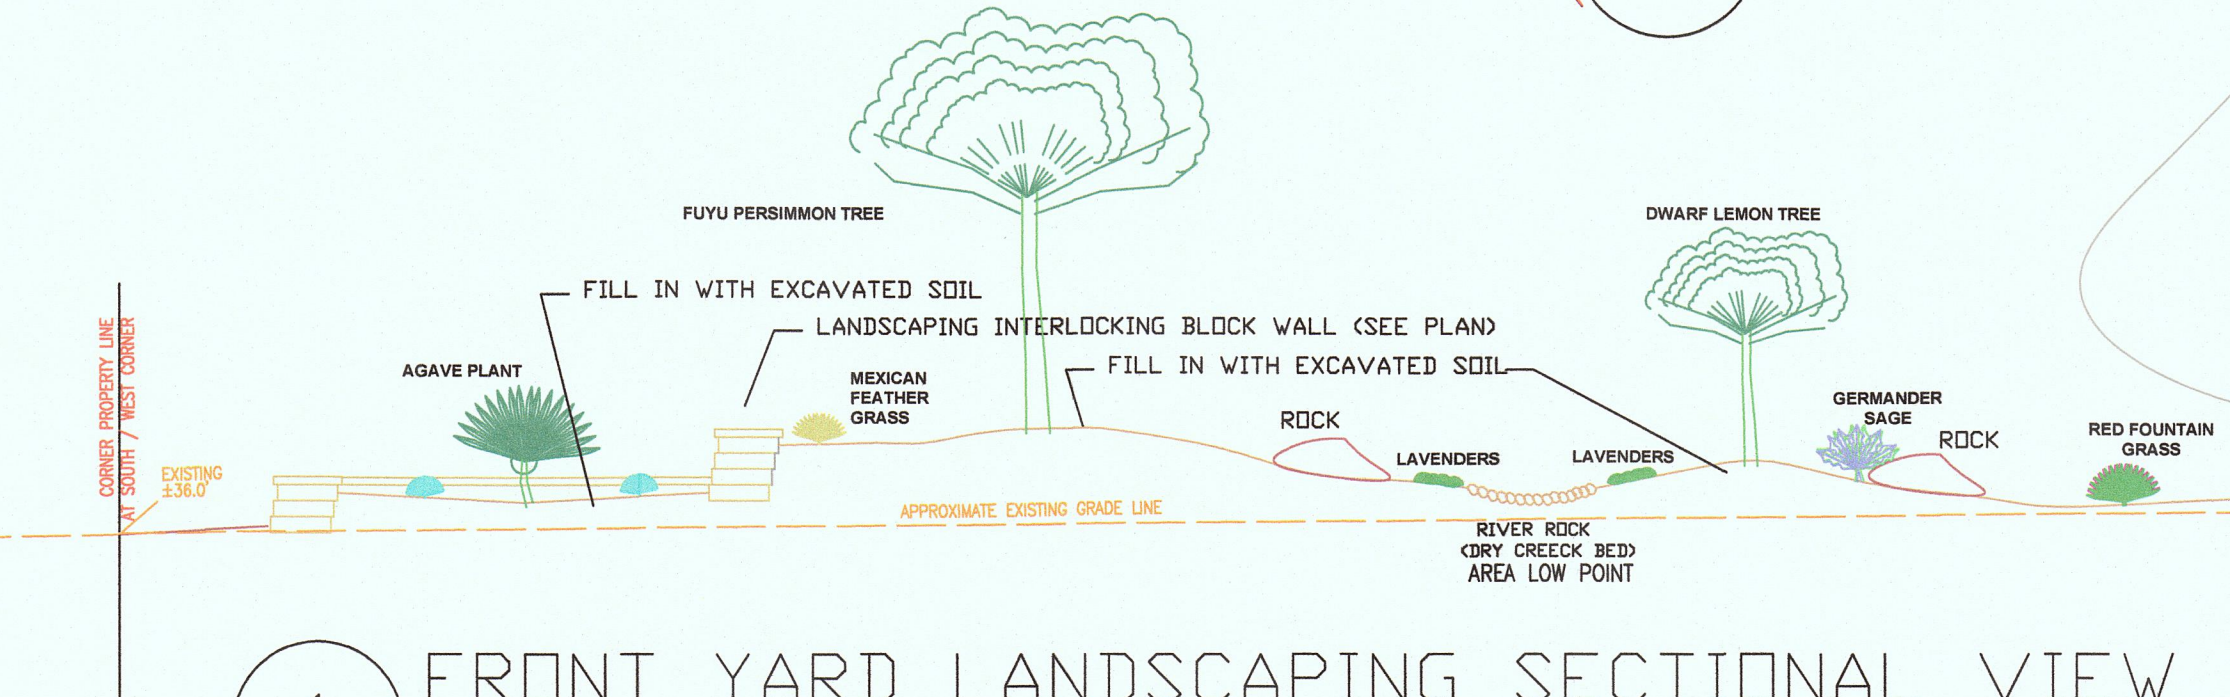 FUYU PERSIMMON TREE
DWARF LEMON TREE
FILL IN WITH EXCAVATED SOIL
LANDSCAPING INTERLOCKING BLOCK WALL (SEE PLAN)
FILL IN WITH EXCAVATED SOIL
CORNER PROPERTY LINE
AT SOUTH / WEST CORNER
AGAVE PLANT
MEXICAN
FEATHER
GRASS
ROCK
LAVENDERS
LAVENDERS
GERMANDER
SAGE
ROCK
RED FOUNTAIN
GRASS
EXISTING
±36.0'
APPROXIMATE EXISTING GRADE LINE
RIVER ROCK
(DRY CREECK BED)
AREA LOW POINT
FRONT YARD LANDSCAPING SECTIONAL VIEW